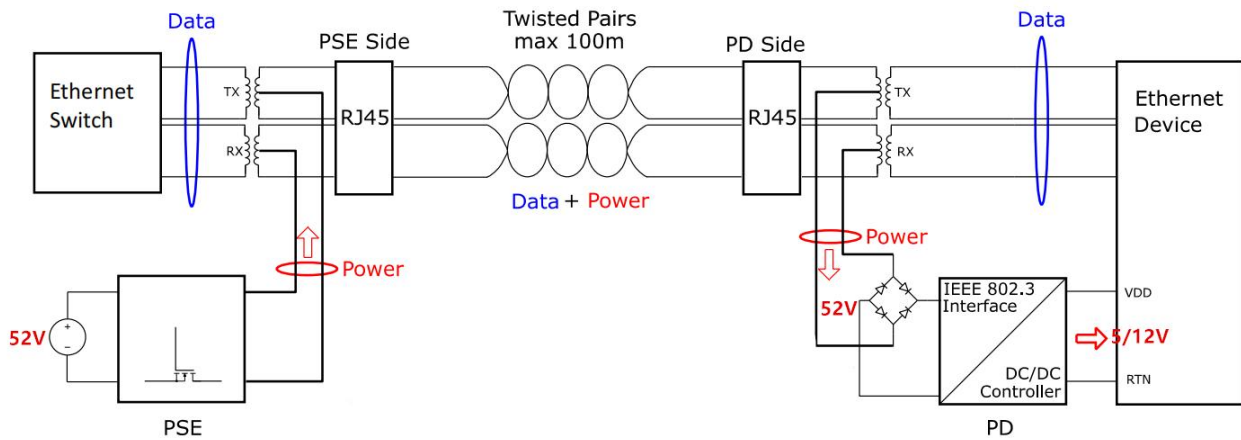 Data
Twisted Pairs
max 100m
Data
PSE Side
PD Side
Ethernet
Switch
TX
RX
RJ45
RJ45
TX
RX
Ethernet
Device
Data + Power
Power
Power
52V
52V
IEEE 802.3
Interface
DC/DC
Controller
VDD
5/12V
RTN
PSE
PD